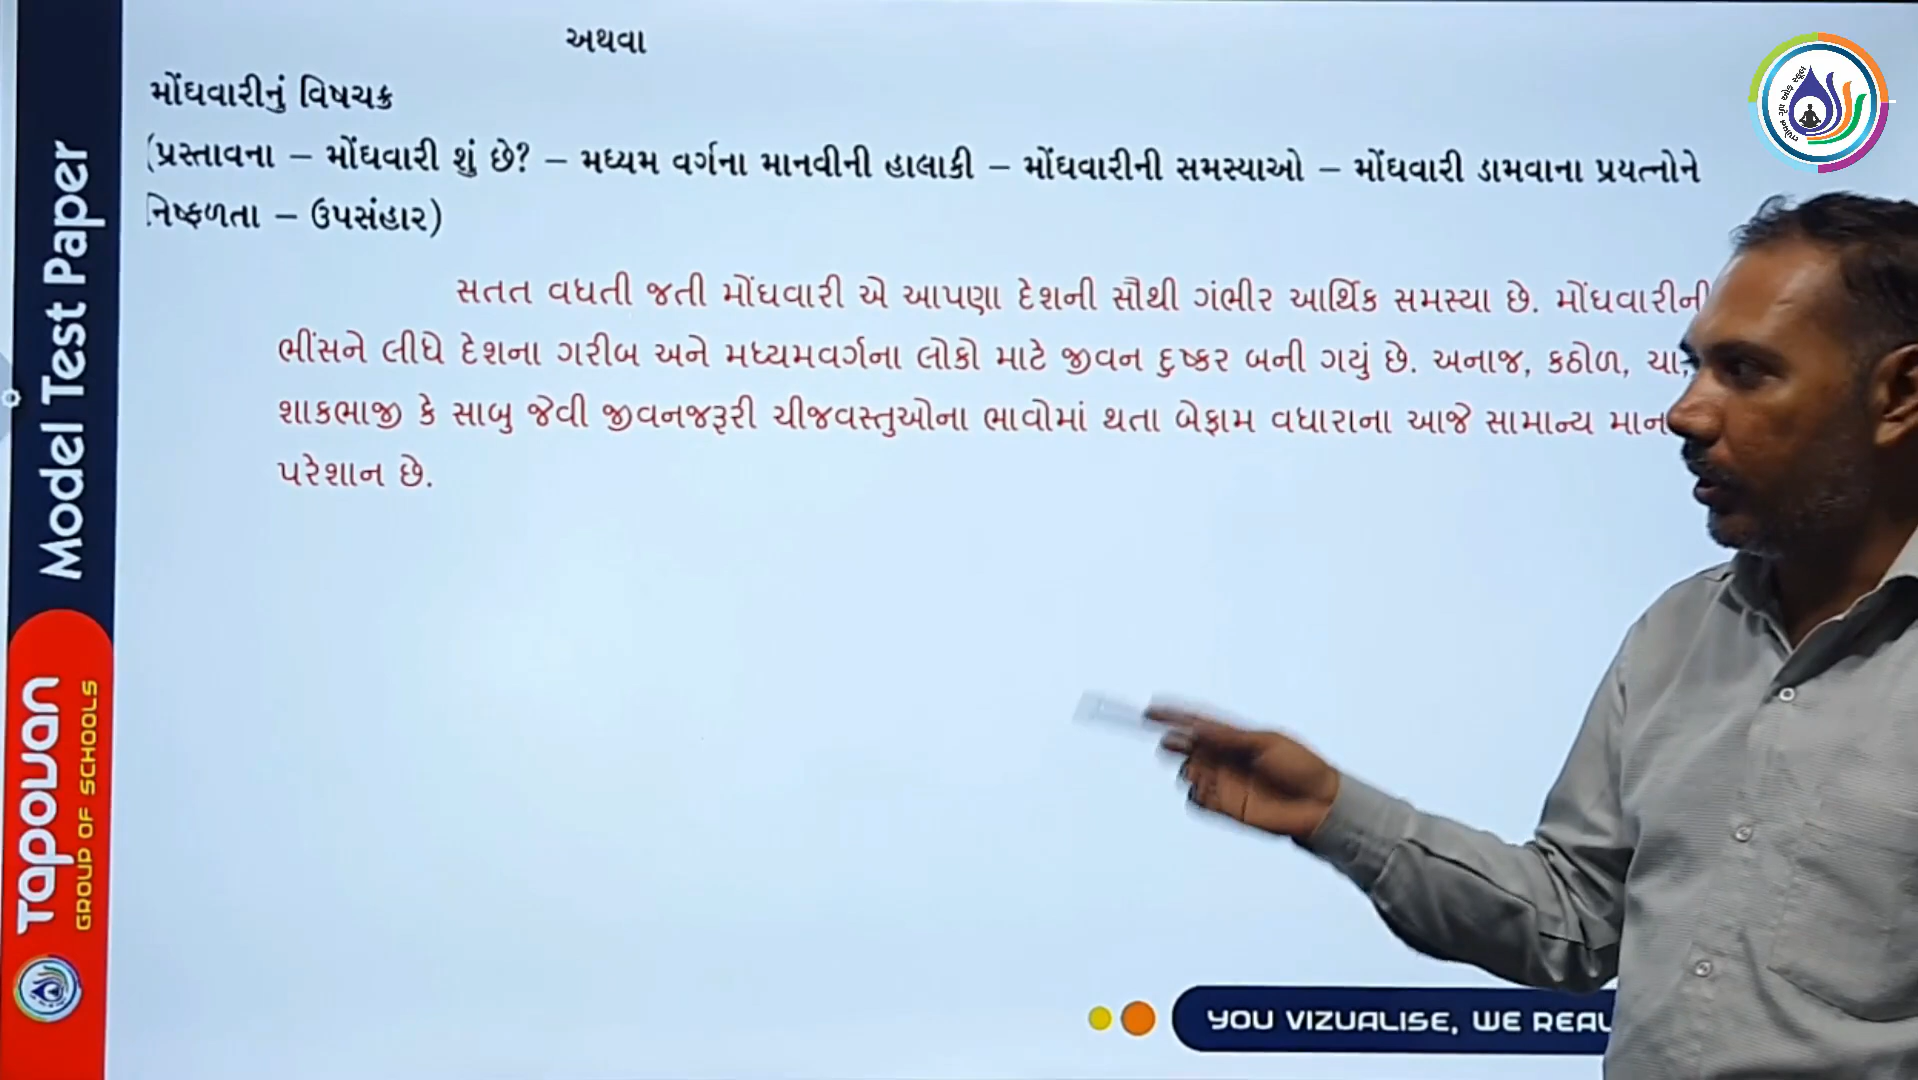 અથવા
મોંઘવારીનું વિષચક્ર
(પ્રસ્તાવના – મોંઘવારી શું છે? – મધ્યમ વર્ગના માનવીની હાલાકી – મોંઘવારીની સમસ્યાઓ – મોંઘવારી ડામવાના પ્રયત્નોને
નિષ્ફળતા – ઉપસંહાર)
સતત વધતી જતી મોંઘવારી એ આપણા દેશની સૌથી ગંભીર આર્થિક સમસ્યા છે. મોંઘવારીની
ભીંસને લીધે દેશના ગરીબ અને મધ્યમવર્ગના લોકો માટે જીવન દુષ્કર બની ગયું છે. અનાજ, કઠોળ,
શાકભાજી કે સાબુ જેવી જીવનજરૂરી ચીજવસ્તુઓના ભાવોમાં થતા બેફામ વધારાના આજે સામાન્ય
પરેશાન છે.
Model Test Paper
TAPOVAN
GROUP OF SCHOOLS
YOU VIZUALISE, WE